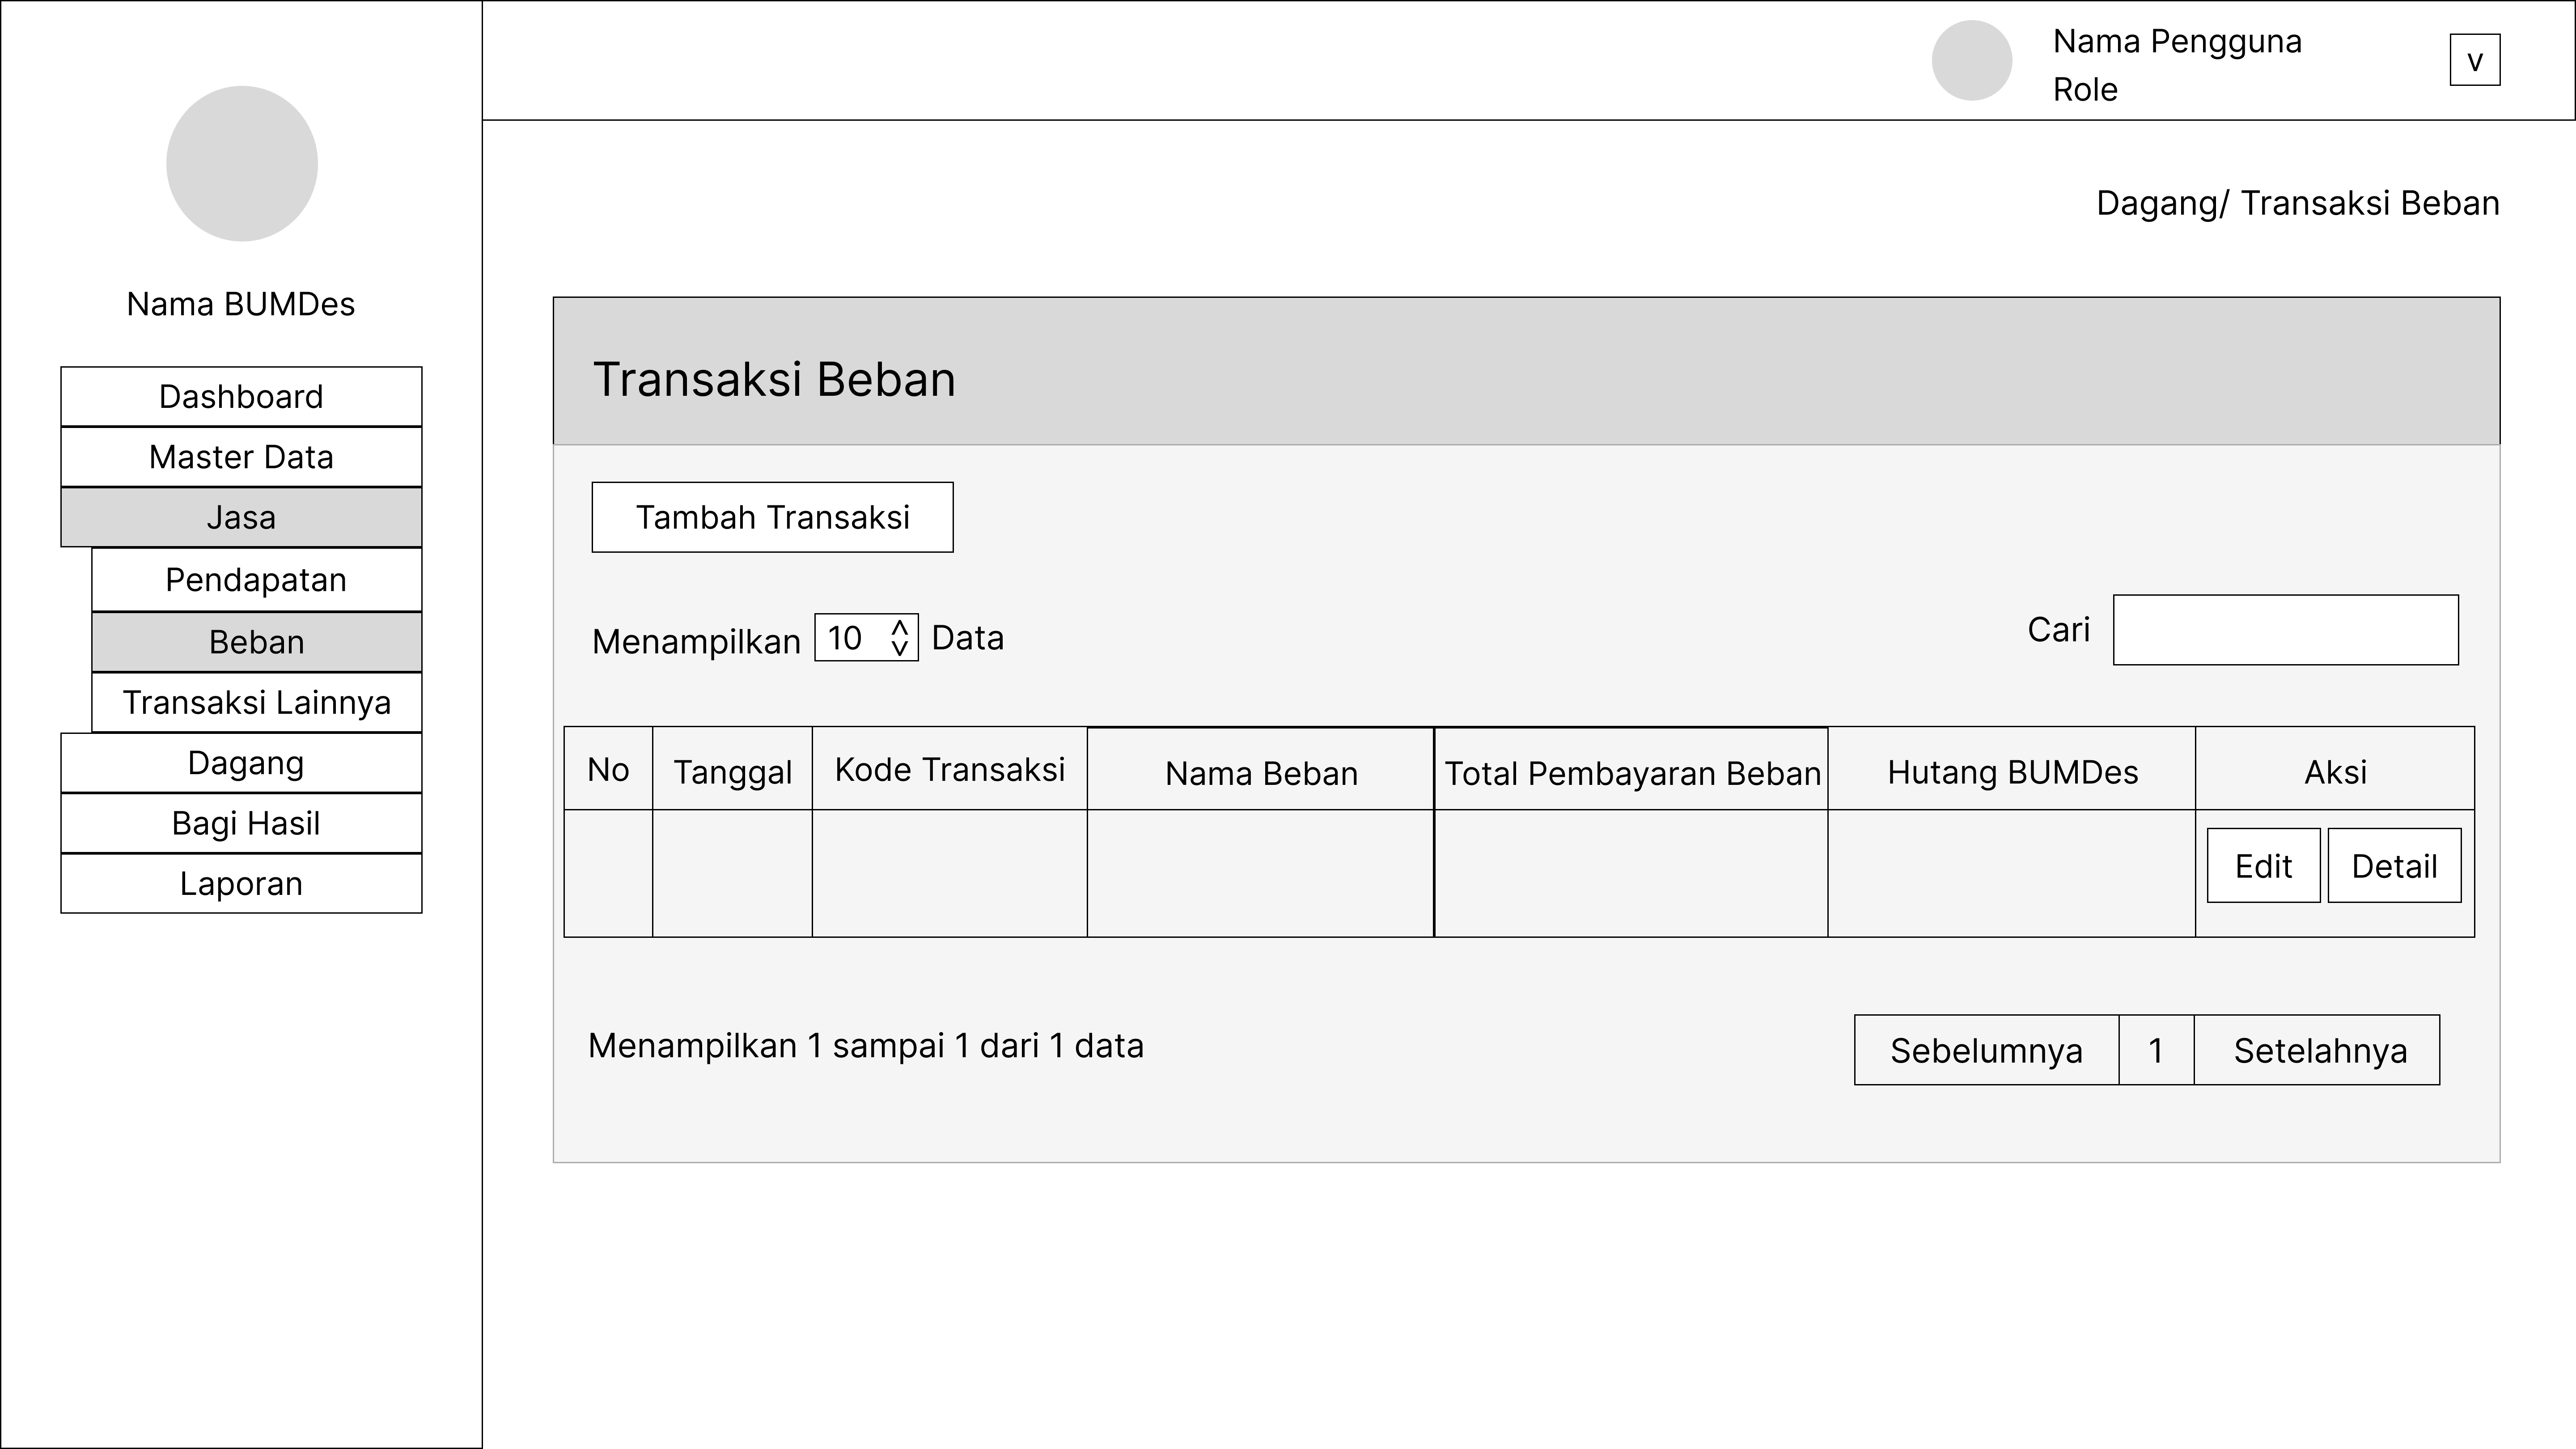 Nama Pengguna
Role
v
Nama BUMDes
Dashboard
Master Data
Jasa
Pendapatan
Beban
Transaksi Lainnya
Dagang
Bagi Hasil
Laporan
Dagang/ Transaksi Beban
Transaksi Beban
Tambah Transaksi
Menampilkan 10 Data
Cari
No Tanggal Kode Transaksi Nama Beban Total Pembayaran Beban Hutang BUMDes Aksi
Edit Detail
Menampilkan 1 sampai 1 dari 1 data
Sebelumnya 1 Setelahnya